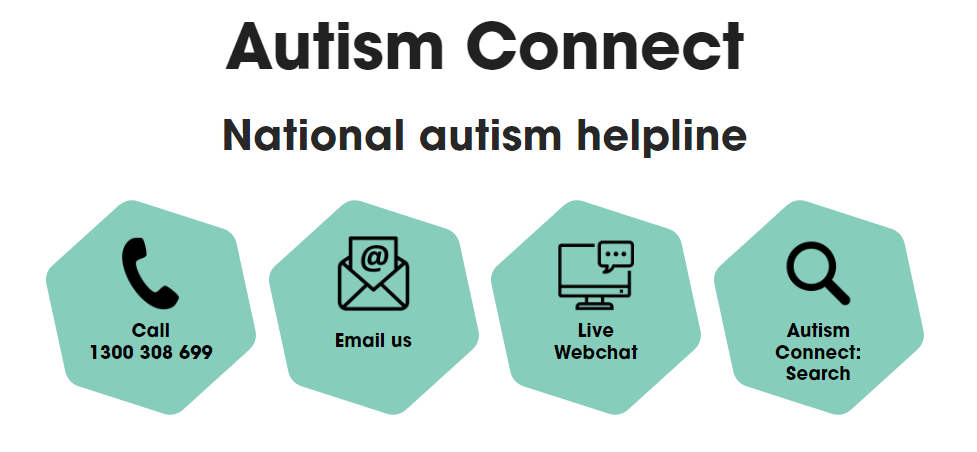 Autism Connect
National autism helpline
Call
1300 308 699
@
Email us
Live
Webchat
Autism
Connect:
Search